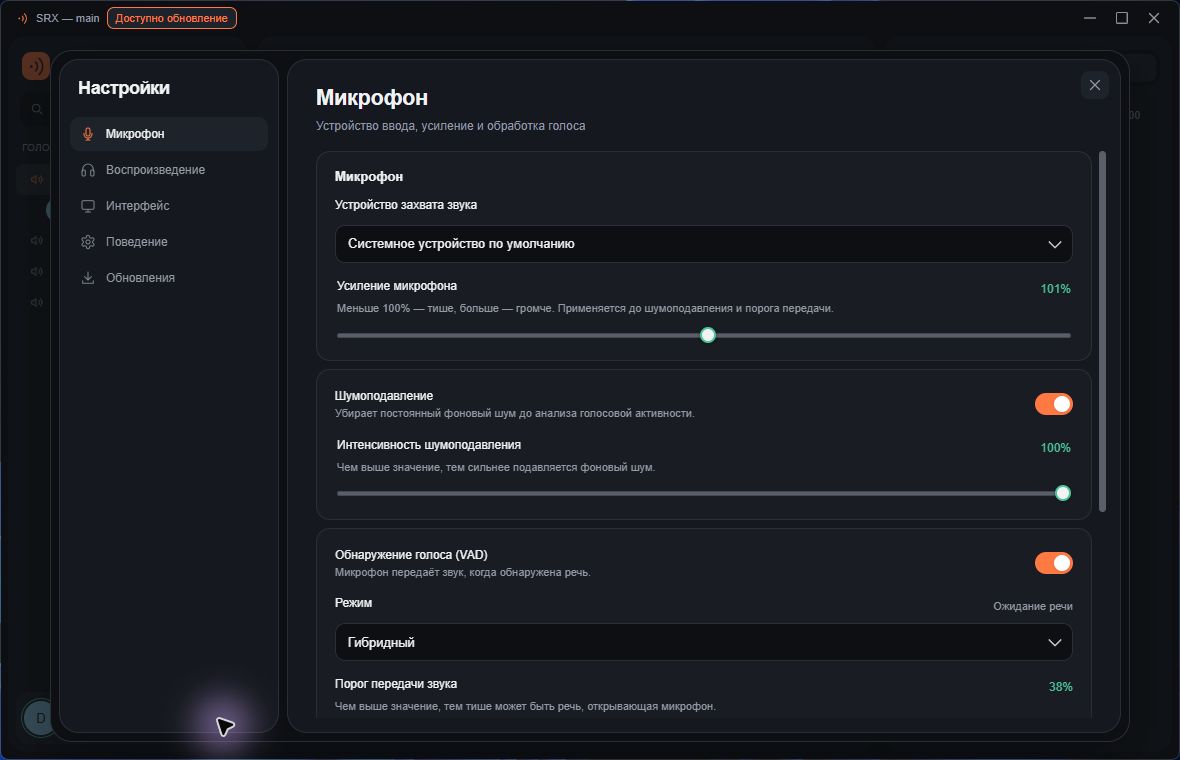 SRX — main
Доступно обновление
Настройки
Микрофон
Воспроизведение
Интерфейс
Поведение
Обновления
Микрофон
Устройство ввода, усиление и обработка голоса
Микрофон
Устройство захвата звука
Системное устройство по умолчанию
Усиление микрофона
101%
Меньше 100% — тише, больше — громче. Применяется до шумоподавления и порога передачи.
Шумоподавление
Убирает постоянный фоновый шум до анализа голосовой активности.
Интенсивность шумоподавления
100%
Чем выше значение, тем сильнее подавляется фоновый шум.
Обнаружение голоса (VAD)
Микрофон передаёт звук, когда обнаружена речь.
Режим
Ожидание речи
Гибридный
Порог передачи звука
38%
Чем выше значение, тем тише может быть речь, открывающая микрофон.
ГОЛО
00
D